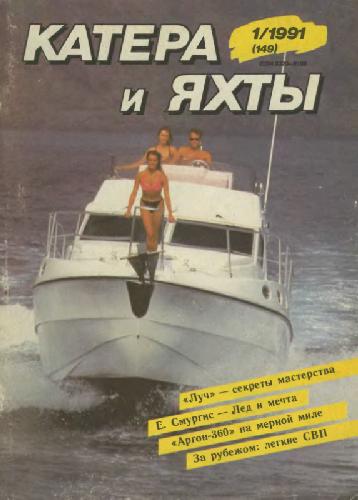 КАТЕРА
и ЯХТЫ
1/1991
(149)
«Луч» — секреты мастерства
Е. Смургис — Лед и мечта
«Аргон-360» на мерной миле
За рубежом: легкие СВП